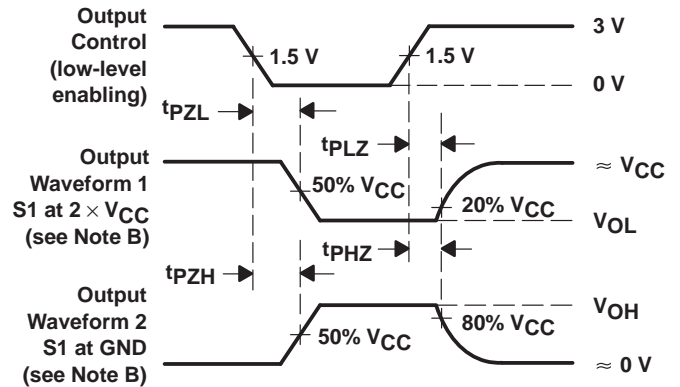 Output
Control
(low-level
enabling)
1.5 V
1.5 V
3 V
0 V
tPZL
tPLZ
Output
Waveform 1
S1 at 2 × VCC
(see Note B)
50% VCC
20% VCC
≈ VCC
VOL
tPZH
tPHZ
Output
Waveform 2
S1 at GND
(see Note B)
50% VCC
80% VCC
VOH
≈ 0 V